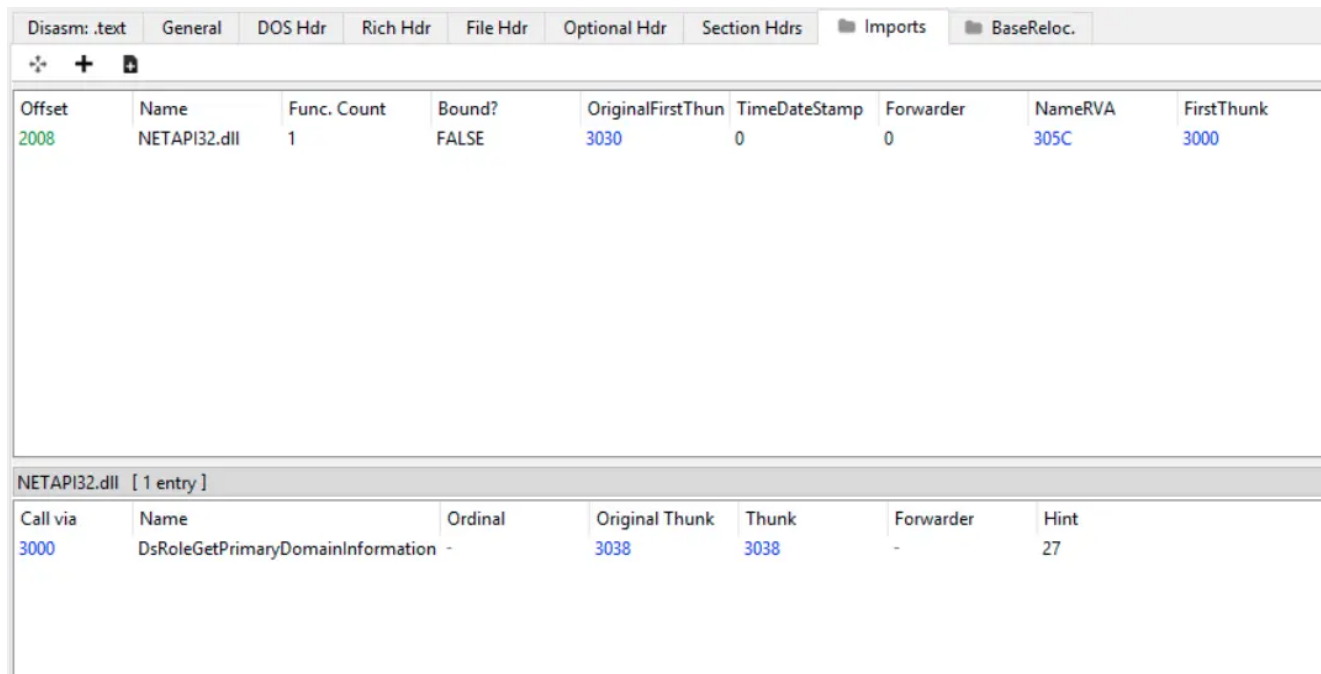 Disasm: .text General DOS Hdr Rich Hdr File Hdr Optional Hdr Section Hdrs Imports BaseReloc.
Offset Name Func. Count Bound? OriginalFirstThun TimeDateStamp Forwarder NameRVA FirstThunk
2008 NETAPI32.dll 1 FALSE 3030 0 0 305C 3000
NETAPI32.dll [ 1 entry ]
Call via Name Ordinal Original Thunk Thunk Forwarder Hint
3000 DsRoleGetPrimaryDomainInformation - 3038 3038 - 27